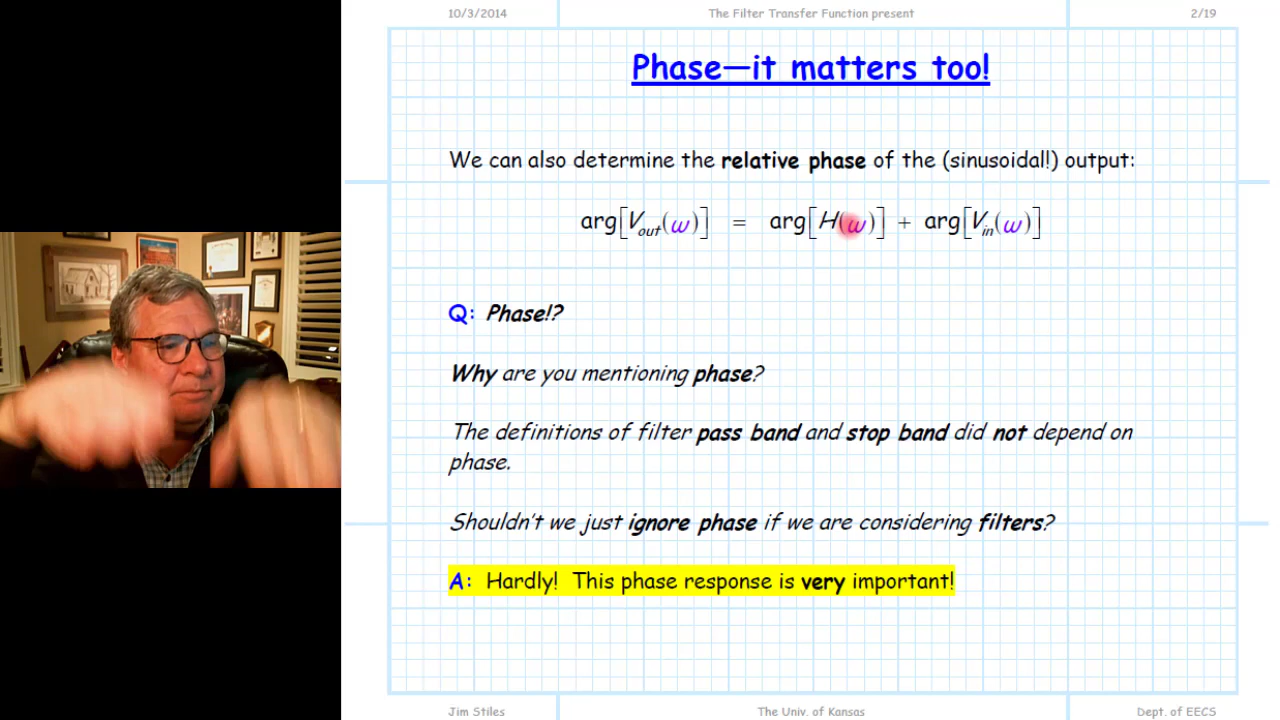 10/3/2014 The Filter Transfer Function present 2/19
Phase—it matters too!
We can also determine the relative phase of the (sinusoidal!) output:
arg[V_out(ω)] = arg[H(ω)] + arg[V_in(ω)]
Q: Phase!?
Why are you mentioning phase?
The definitions of filter pass band and stop band did not depend on
phase.
Shouldn't we just ignore phase if we are considering filters?
A: Hardly! This phase response is very important!
Jim Stiles The Univ. of Kansas Dept. of EECS